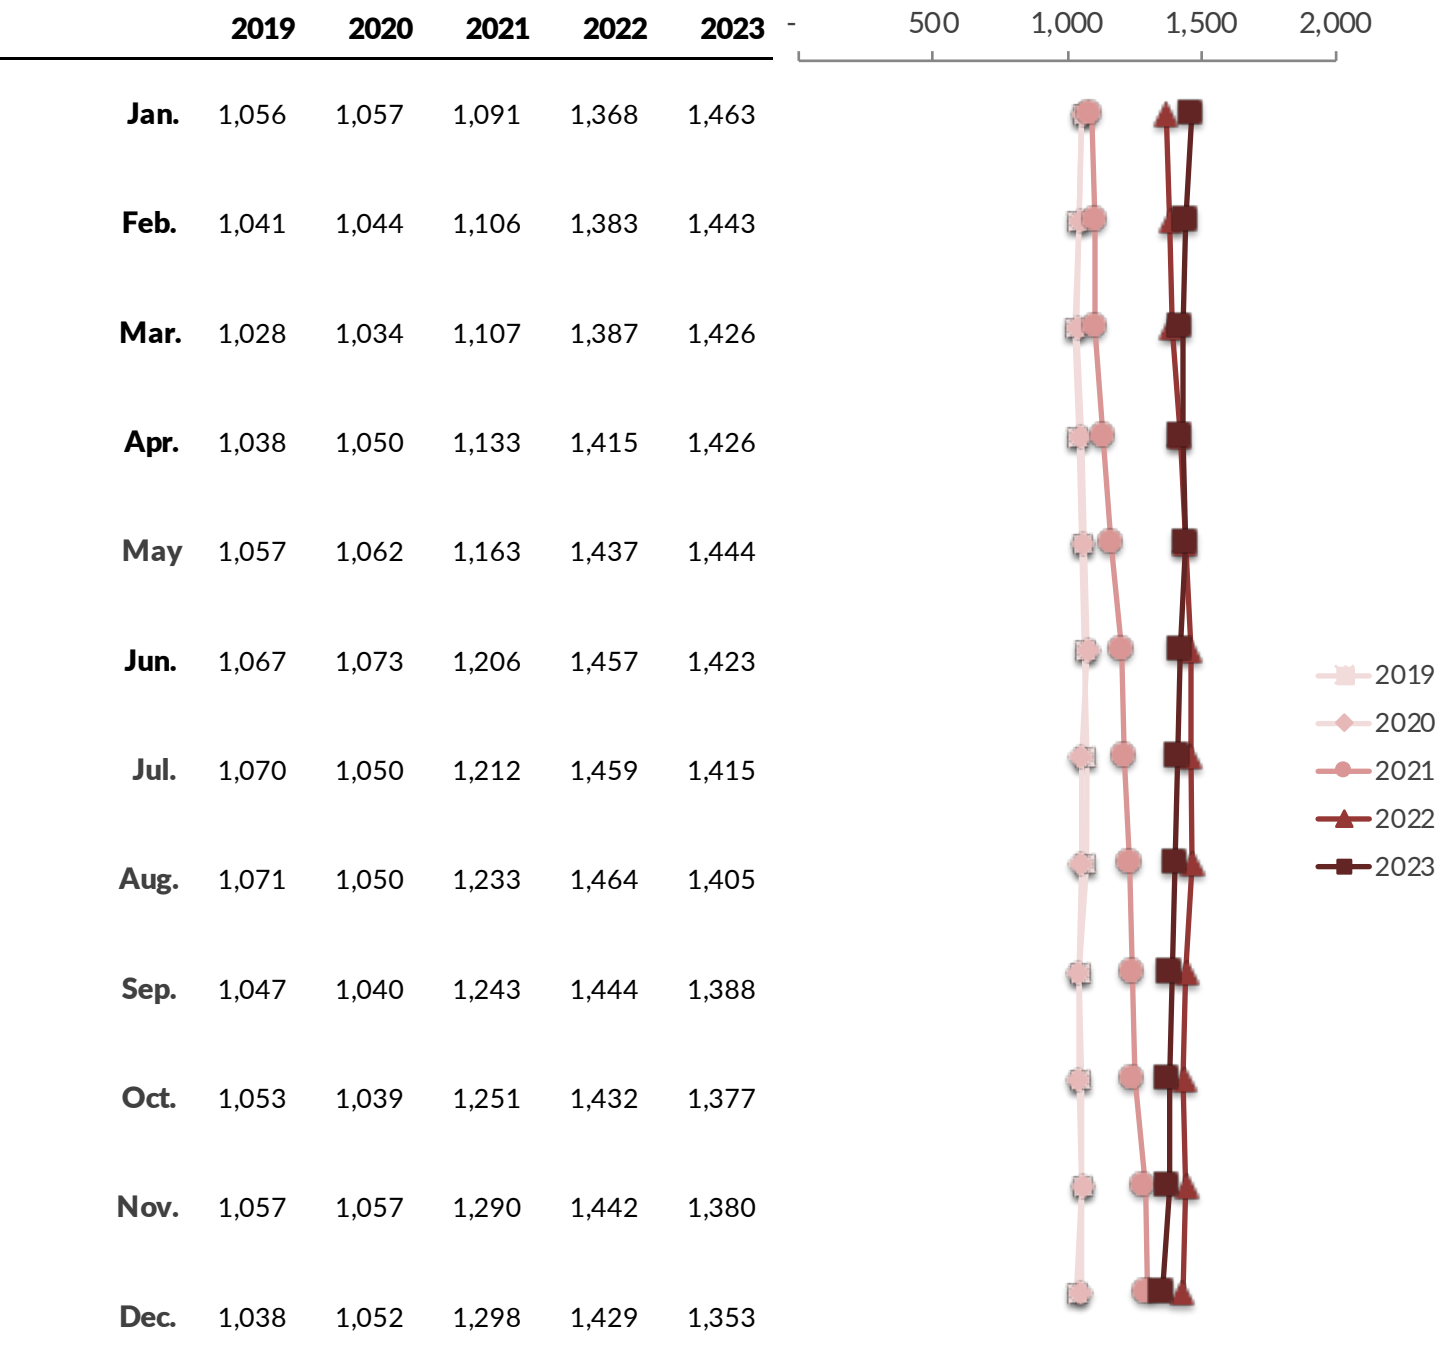 2019 2020 2021 2022 2023
- 500 1,000 1,500 2,000
Jan. 1,056 1,057 1,091 1,368 1,463
Feb. 1,041 1,044 1,106 1,383 1,443
Mar. 1,028 1,034 1,107 1,387 1,426
Apr. 1,038 1,050 1,133 1,415 1,426
May 1,057 1,062 1,163 1,437 1,444
Jun. 1,067 1,073 1,206 1,457 1,423
Jul. 1,070 1,050 1,212 1,459 1,415
Aug. 1,071 1,050 1,233 1,464 1,405
Sep. 1,047 1,040 1,243 1,444 1,388
Oct. 1,053 1,039 1,251 1,432 1,377
Nov. 1,057 1,057 1,290 1,442 1,380
Dec. 1,038 1,052 1,298 1,429 1,353
2019
2020
2021
2022
2023